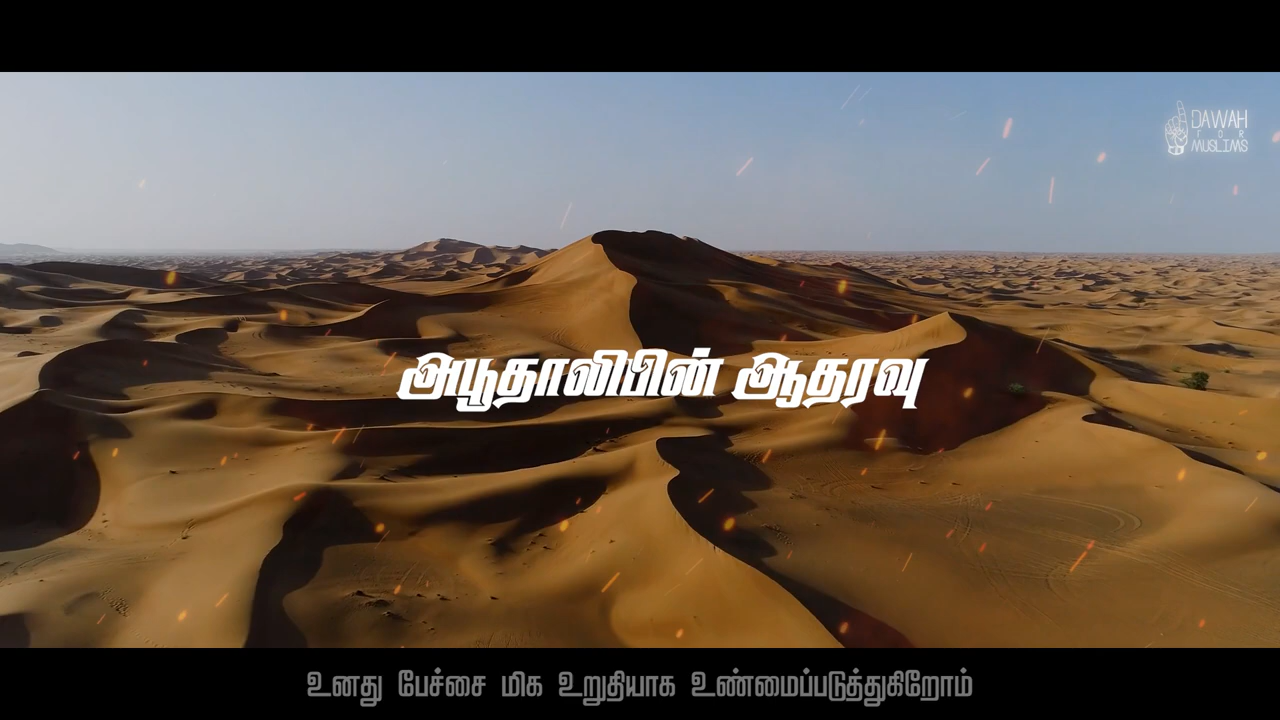 DAWAH
FOR
MUSLIMS
அபூதாலிபின் ஆதரவு
உனது பேச்சை மிக உறுதியாக உண்மைப்படுத்துகிறோம்